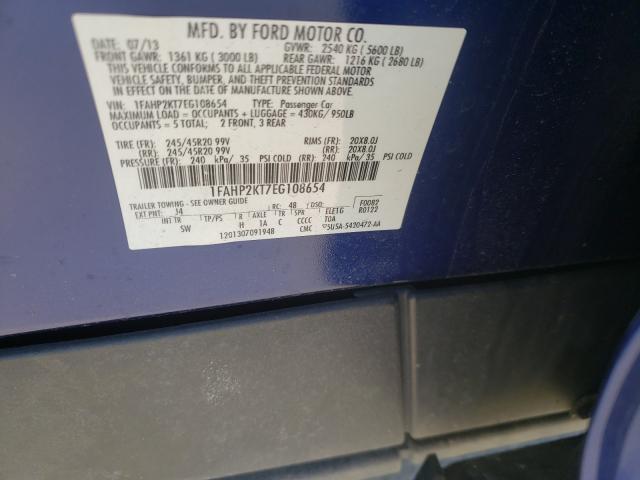 MFD. BY FORD MOTOR CO.
DATE: 07/13 GVWR: 2540 KG (5600 LB)
FRONT GAWR: 1361 KG (3000 LB) REAR GAWR: 1216 KG (2680 LB)
THIS VEHICLE CONFORMS TO ALL APPLICABLE FEDERAL MOTOR
VEHICLE SAFETY, BUMPER, AND THEFT PREVENTION STANDARDS
IN EFFECT ON THE DATE OF MANUFACTURE SHOWN ABOVE.
VIN: 1FAHP2KT7EG108654 TYPE: Passenger Car
MAXIMUM LOAD = OCCUPANTS + LUGGAGE = 430KG/950LB
OCCUPANTS = 5 TOTAL; 2 FRONT, 3 REAR
TIRE (FR): 245/45R20 99V RIMS (FR): 20X8.0J
(RR): 245/45R20 99V (RR): 20X8.0J
(FR) PRESS: 240 kPa/ 35 PSI COLD (RR) PRESS: 240 kPa/ 35 PSI COLD
1FAHP2KT7EG108654
TRAILER TOWING - SEE OWNER GUIDE RC: 48 F0082
EXT PNT: J4 DSO: R0122
INT TR TP/PS R AXLE TR SPR ELE1G
SW H 1A C CCCC TOA
1201307091948 CMC 5USA-5420472-AA